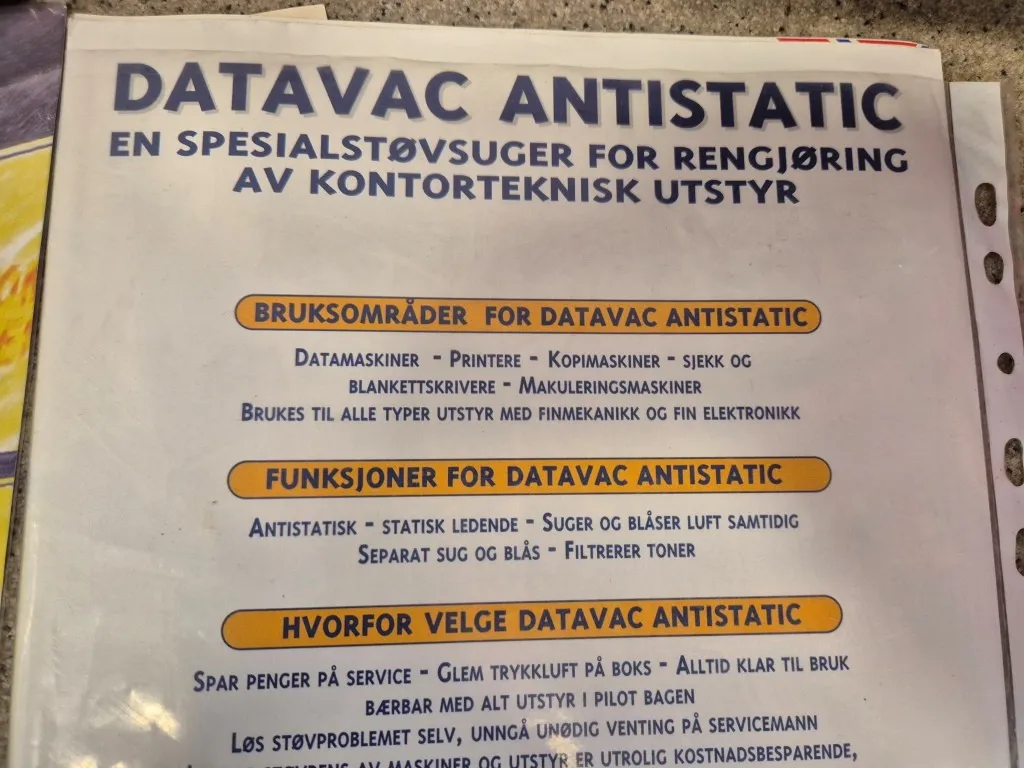 DATAVAC ANTISTATIC
EN SPESIALSTØVSUGER FOR RENGJØRING
AV KONTORTEKNISK UTSTYR
BRUKSOMRÅDER FOR DATAVAC ANTISTATIC
DATAMASKINER - PRINTERE - KOPIMASKINER - SJEKK OG
BLANKETTSKRIVERE - MAKULERINGSMASKINER
BRUKES TIL ALLE TYPER UTSTYR MED FINMEKANIKK OG FIN ELEKTRONIKK
FUNKSJONER FOR DATAVAC ANTISTATIC
ANTISTATISK - STATISK LEDENDE - SUGER OG BLÅSER LUFT SAMTIDIG
SEPARAT SUG OG BLÅS - FILTRERER TONER
HVORFOR VELGE DATAVAC ANTISTATIC
SPAR PENGER PÅ SERVICE - GLEM TRYKKLUFT PÅ BOKS - ALLTID KLAR TIL BRUK
BÆRBAR MED ALT UTSTYR I PILOT BAGEN
LØS STØVPROBLEMET SELV, UNNGÅ UNØDIG VENTING PÅ SERVICEMANN
AV MASKINER OG UTSTYR ER UTROLIG KOSTNADSBESPARENDE,